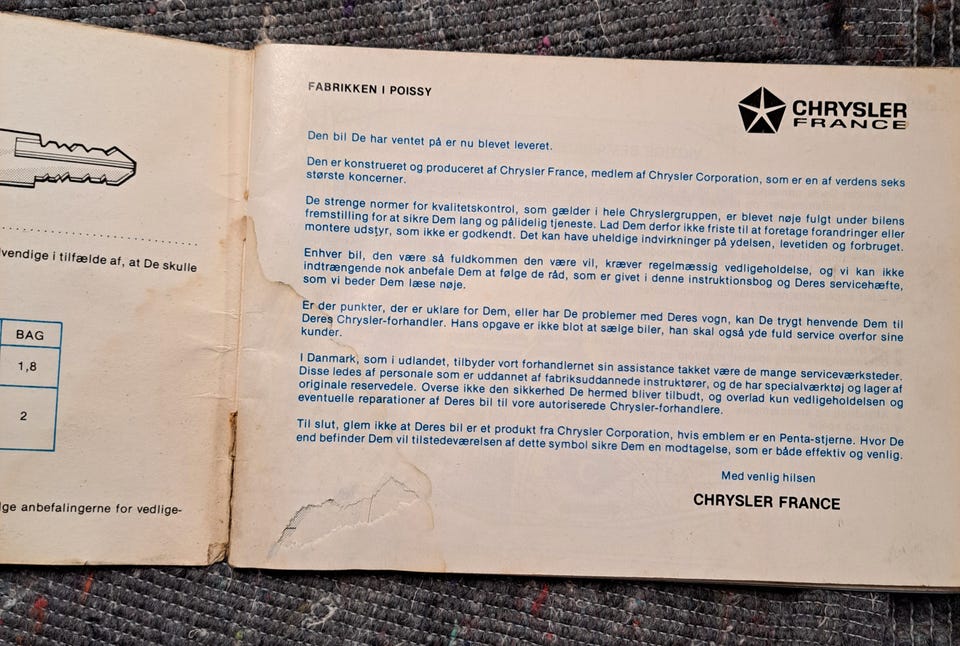 vendige i tilfælde af, at De skulle
BAG
1,8
2
ge anbefalingerne for vedlige-
FABRIKKEN I POISSY
CHRYSLER
FRANCE
Den bil De har ventet på er nu blevet leveret.
Den er konstrueret og produceret af Chrysler France, medlem af Chrysler Corporation, som er en af verdens seks
største koncerner.
De strenge normer for kvalitetskontrol, som gælder i hele Chryslergruppen, er blevet nøje fulgt under bilens
fremstilling for at sikre Dem lang og pålidelig tjeneste. Lad Dem derfor ikke friste til at foretage forandringer eller
montere udstyr, som ikke er godkendt. Det kan have uheldige indvirkninger på ydelsen, levetiden og forbruget.
Enhver bil, den være så fuldkommen den være vil, kræver regelmæssig vedligeholdelse, og vi kan ikke
indtrængende nok anbefale Dem at følge de råd, som er givet i denne instruktionsbog og Deres servicehæfte,
som vi beder Dem læse nøje.
Er der punkter, der er uklare for Dem, eller har De problemer med Deres vogn, kan De trygt henvende Dem til
Deres Chrysler-forhandler. Hans opgave er ikke blot at sælge biler, han skal også yde fuld service overfor sine
kunder.
I Danmark, som i udlandet, tilbyder vort forhandlernet sin assistance takket være de mange serviceværksteder.
Disse ledes af personale som er uddannet af fabriksuddannede instruktører, og de har specialværktøj og lager af
originale reservedele. Overse ikke den sikkerhed De hermed bliver tilbudt, og overlad kun vedligeholdelsen og
eventuelle reparationer af Deres bil til vore autoriserede Chrysler-forhandlere.
Til slut, glem ikke at Deres bil er et produkt fra Chrysler Corporation, hvis emblem er en Penta-stjerne. Hvor De
end befinder Dem vil tilstedeværelsen af dette symbol sikre Dem en modtagelse, som er både effektiv og venlig.
Med venlig hilsen
CHRYSLER FRANCE